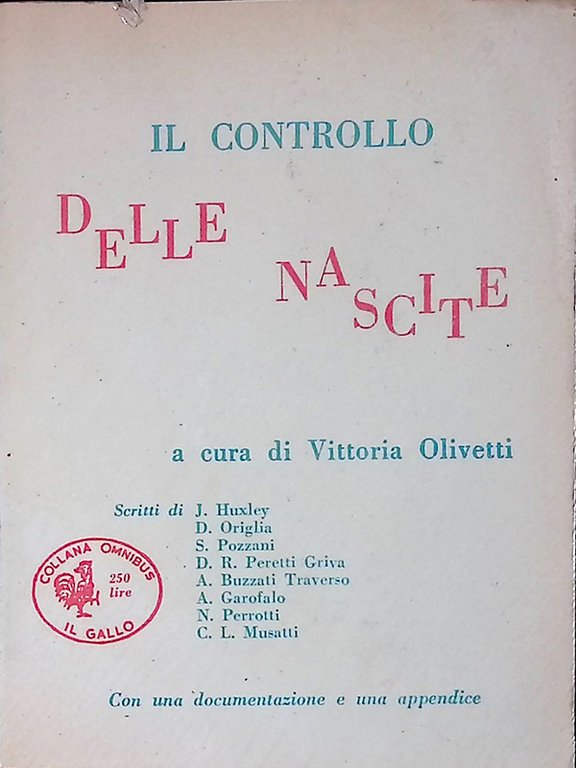 IL CONTROLLO
DELLE
NASCITE
a cura di Vittoria Olivetti
Scritti di J. Huxley
D. Origlia
S. Pozzani
D. R. Peretti Griva
A. Buzzati Traverso
A. Garofalo
N. Perrotti
C. L. Musatti
COLLANA OMNIBUS
250
lire
IL GALLO
Con una documentazione e una appendice